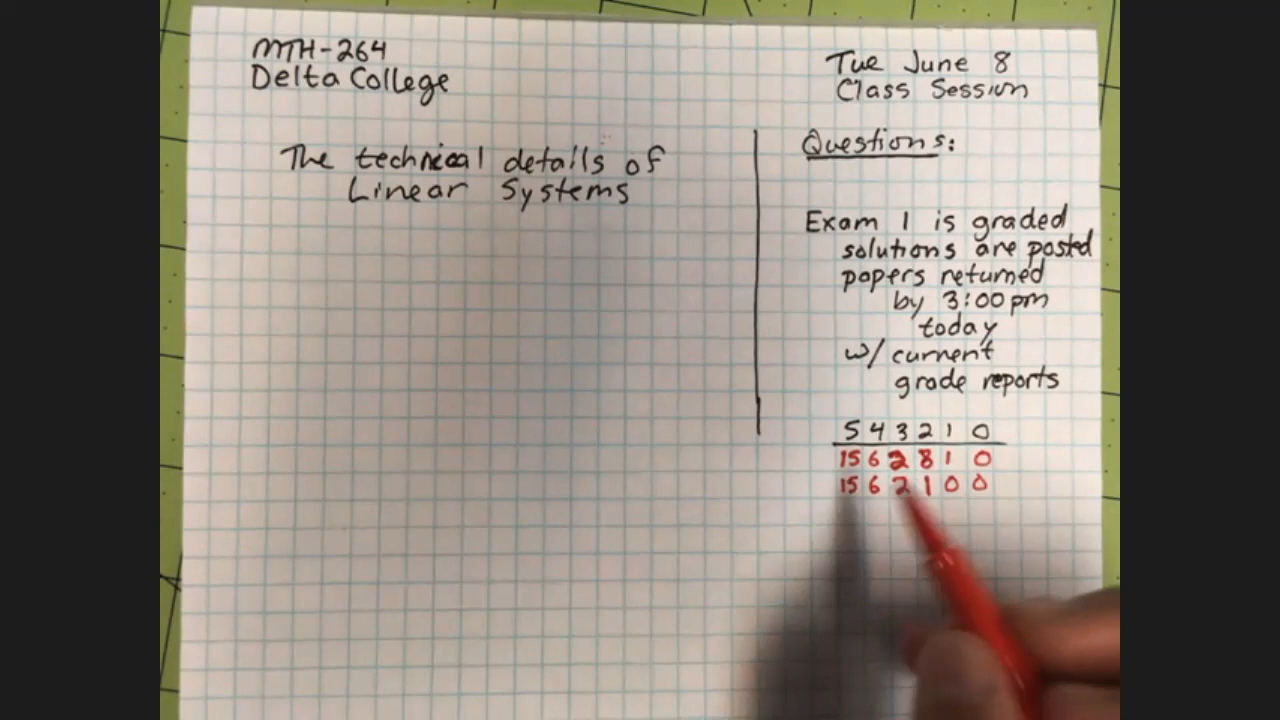 MTH-264
Delta College
Tue June 8
Class Session
The technical details of
Linear Systems
Questions:
Exam 1 is graded
solutions are posted
papers returned
by 3:00pm
today
w/ current
grade reports
5 4 3 2 1 0
15 6 2 8 1 0
15 6 2 1 0 0